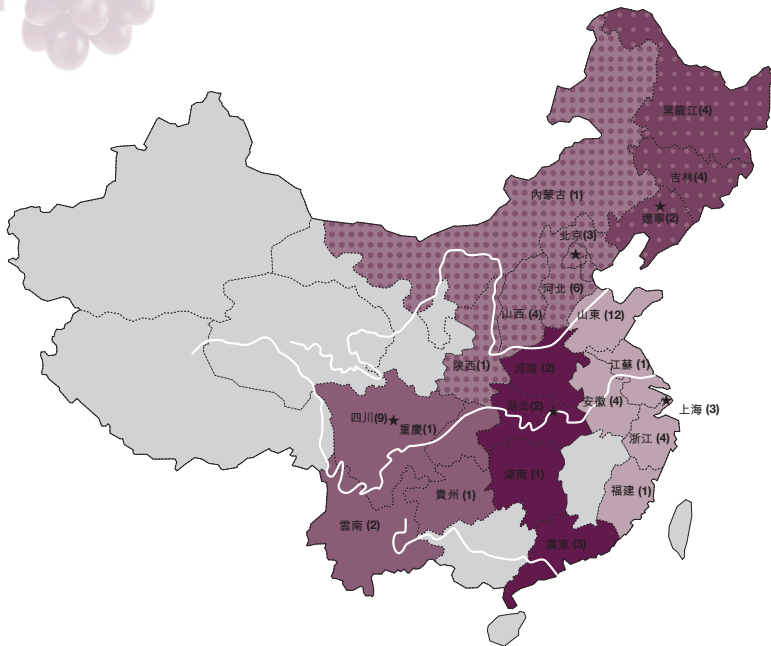 黑龍江(4)
吉林(4)
遼寧(2)
內蒙古 (1)
北京(3)
河北 (6)
山西 (4)
山東 (12)
陝西(1)
河南 (2)
江蘇 (1)
安徽 (4)
上海 (3)
湖北(2)
四川(9)
重慶(1)
浙江 (4)
湖南 (1)
貴州 (1)
福建 (1)
雲南 (2)
廣東 (3)